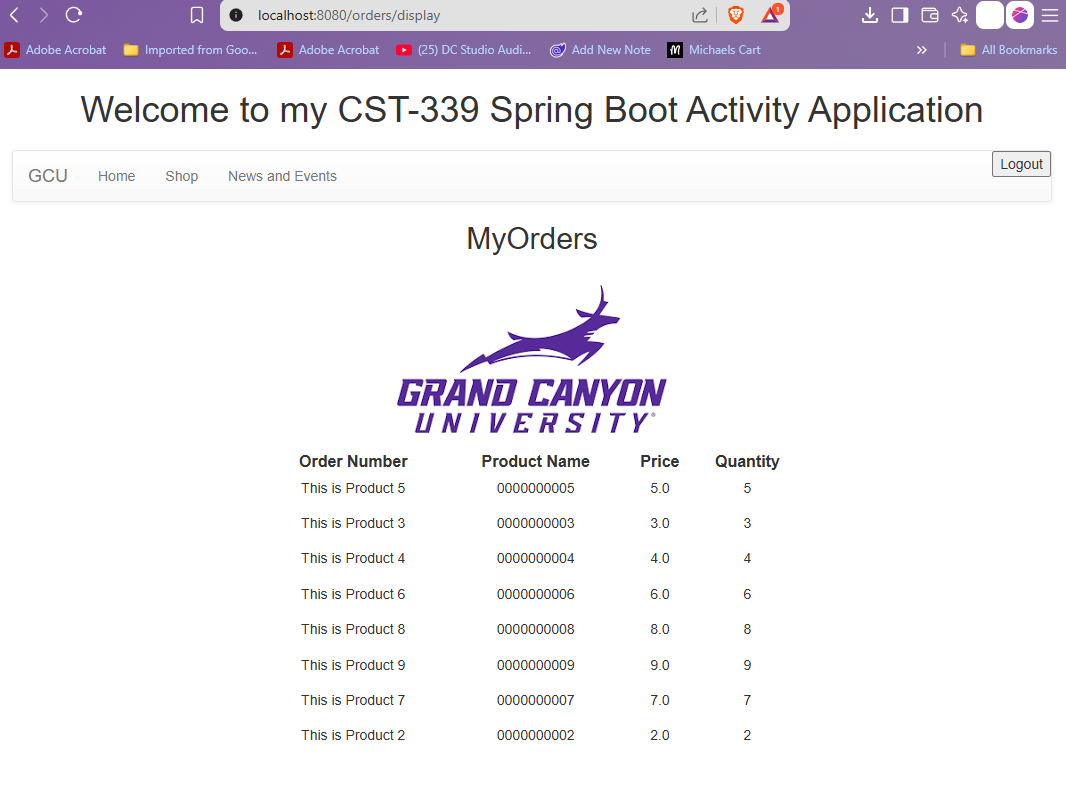 localhost:8080/orders/display
1
Adobe Acrobat Imported from Goo... Adobe Acrobat (25) DC Studio Audi... Add New Note Michaels Cart » All Bookmarks
Welcome to my CST-339 Spring Boot Activity Application
GCU Home Shop News and Events Logout
MyOrders
GRAND CANYON
UNIVERSITY®
Order Number Product Name Price Quantity
This is Product 5 0000000005 5.0 5
This is Product 3 0000000003 3.0 3
This is Product 4 0000000004 4.0 4
This is Product 6 0000000006 6.0 6
This is Product 8 0000000008 8.0 8
This is Product 9 0000000009 9.0 9
This is Product 7 0000000007 7.0 7
This is Product 2 0000000002 2.0 2